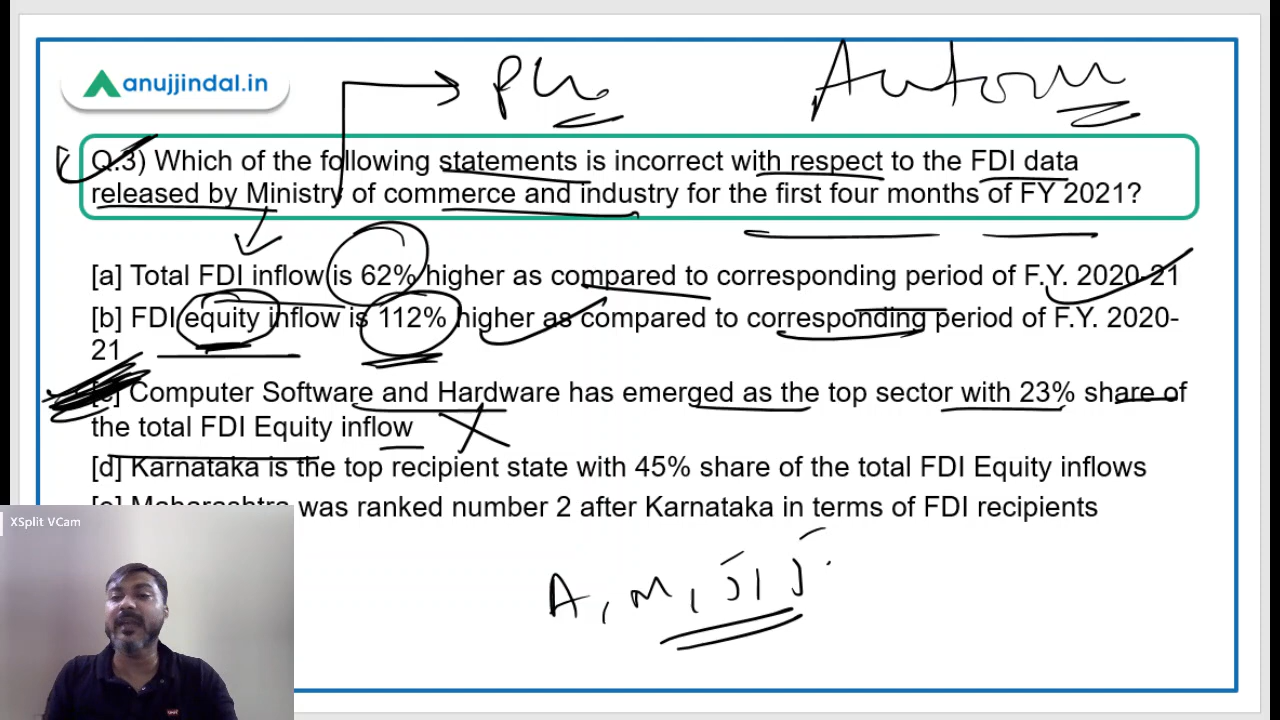 anujjindal.in
Pu
Autom
Q.3) Which of the following statements is incorrect with respect to the FDI data
released by Ministry of commerce and industry for the first four months of FY 2021?
[a] Total FDI inflow is 62% higher as compared to corresponding period of F.Y. 2020-21
[b] FDI equity inflow is 112% higher as compared to corresponding period of F.Y. 2020-
21
[c] Computer Software and Hardware has emerged as the top sector with 23% share of
the total FDI Equity inflow
[d] Karnataka is the top recipient state with 45% share of the total FDI Equity inflows
[e] Maharashtra was ranked number 2 after Karnataka in terms of FDI recipients
XSplit VCam
A, M, J, J